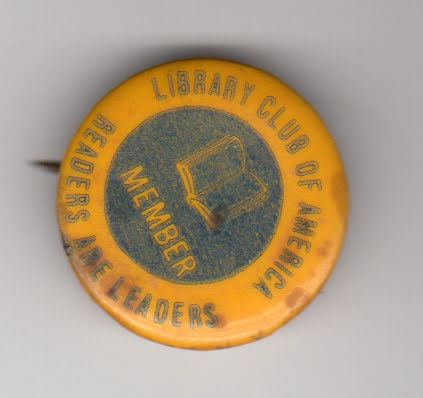 LIBRARY CLUB OF AMERICA
MEMBER
READERS ARE LEADERS